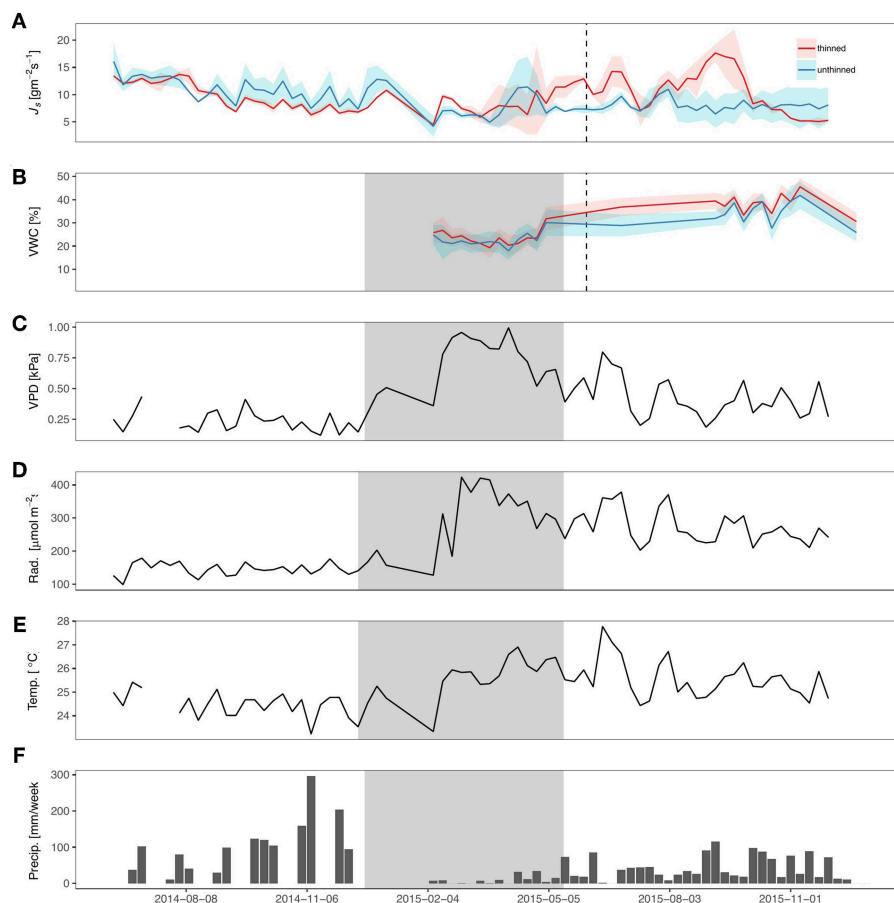 A
20
15
10
5
Js [gm−2s−1]
thinned
unthinned
B
50
40
30
20
10
VWC [%]
C
1.00
0.75
0.50
0.25
VPD [kPa]
D
400
300
200
100
Rad. [μmol m−2
E
28
27
26
25
24
Temp. [ °C
F
300
200
100
0
Precip. [mm/week]
2014−08−08 2014−11−06 2015−02−04 2015−05−05 2015−08−03 2015−11−01